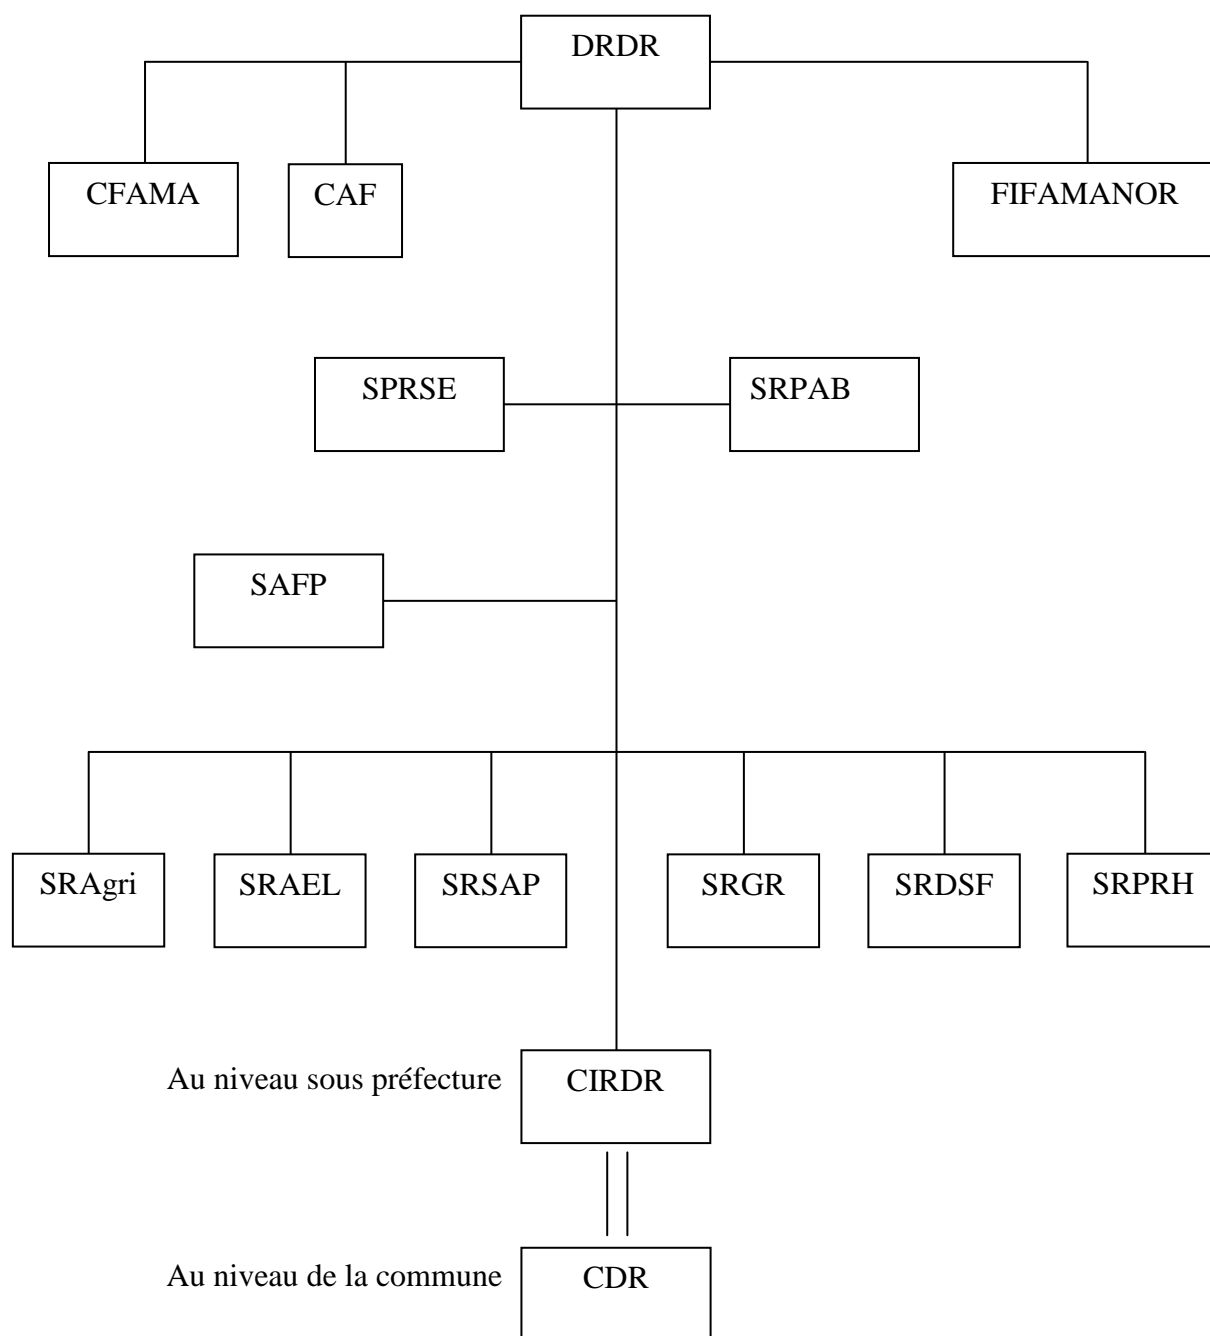 DRDR
CFAMA
CAF
FIFAMANOR
SPRSE
SRPAB
SAFP
SRAgri
SRAEL
SRSAP
SRGR
SRDSF
SRPRH
Au niveau sous préfecture
CIRDR
Au niveau de la commune
CDR